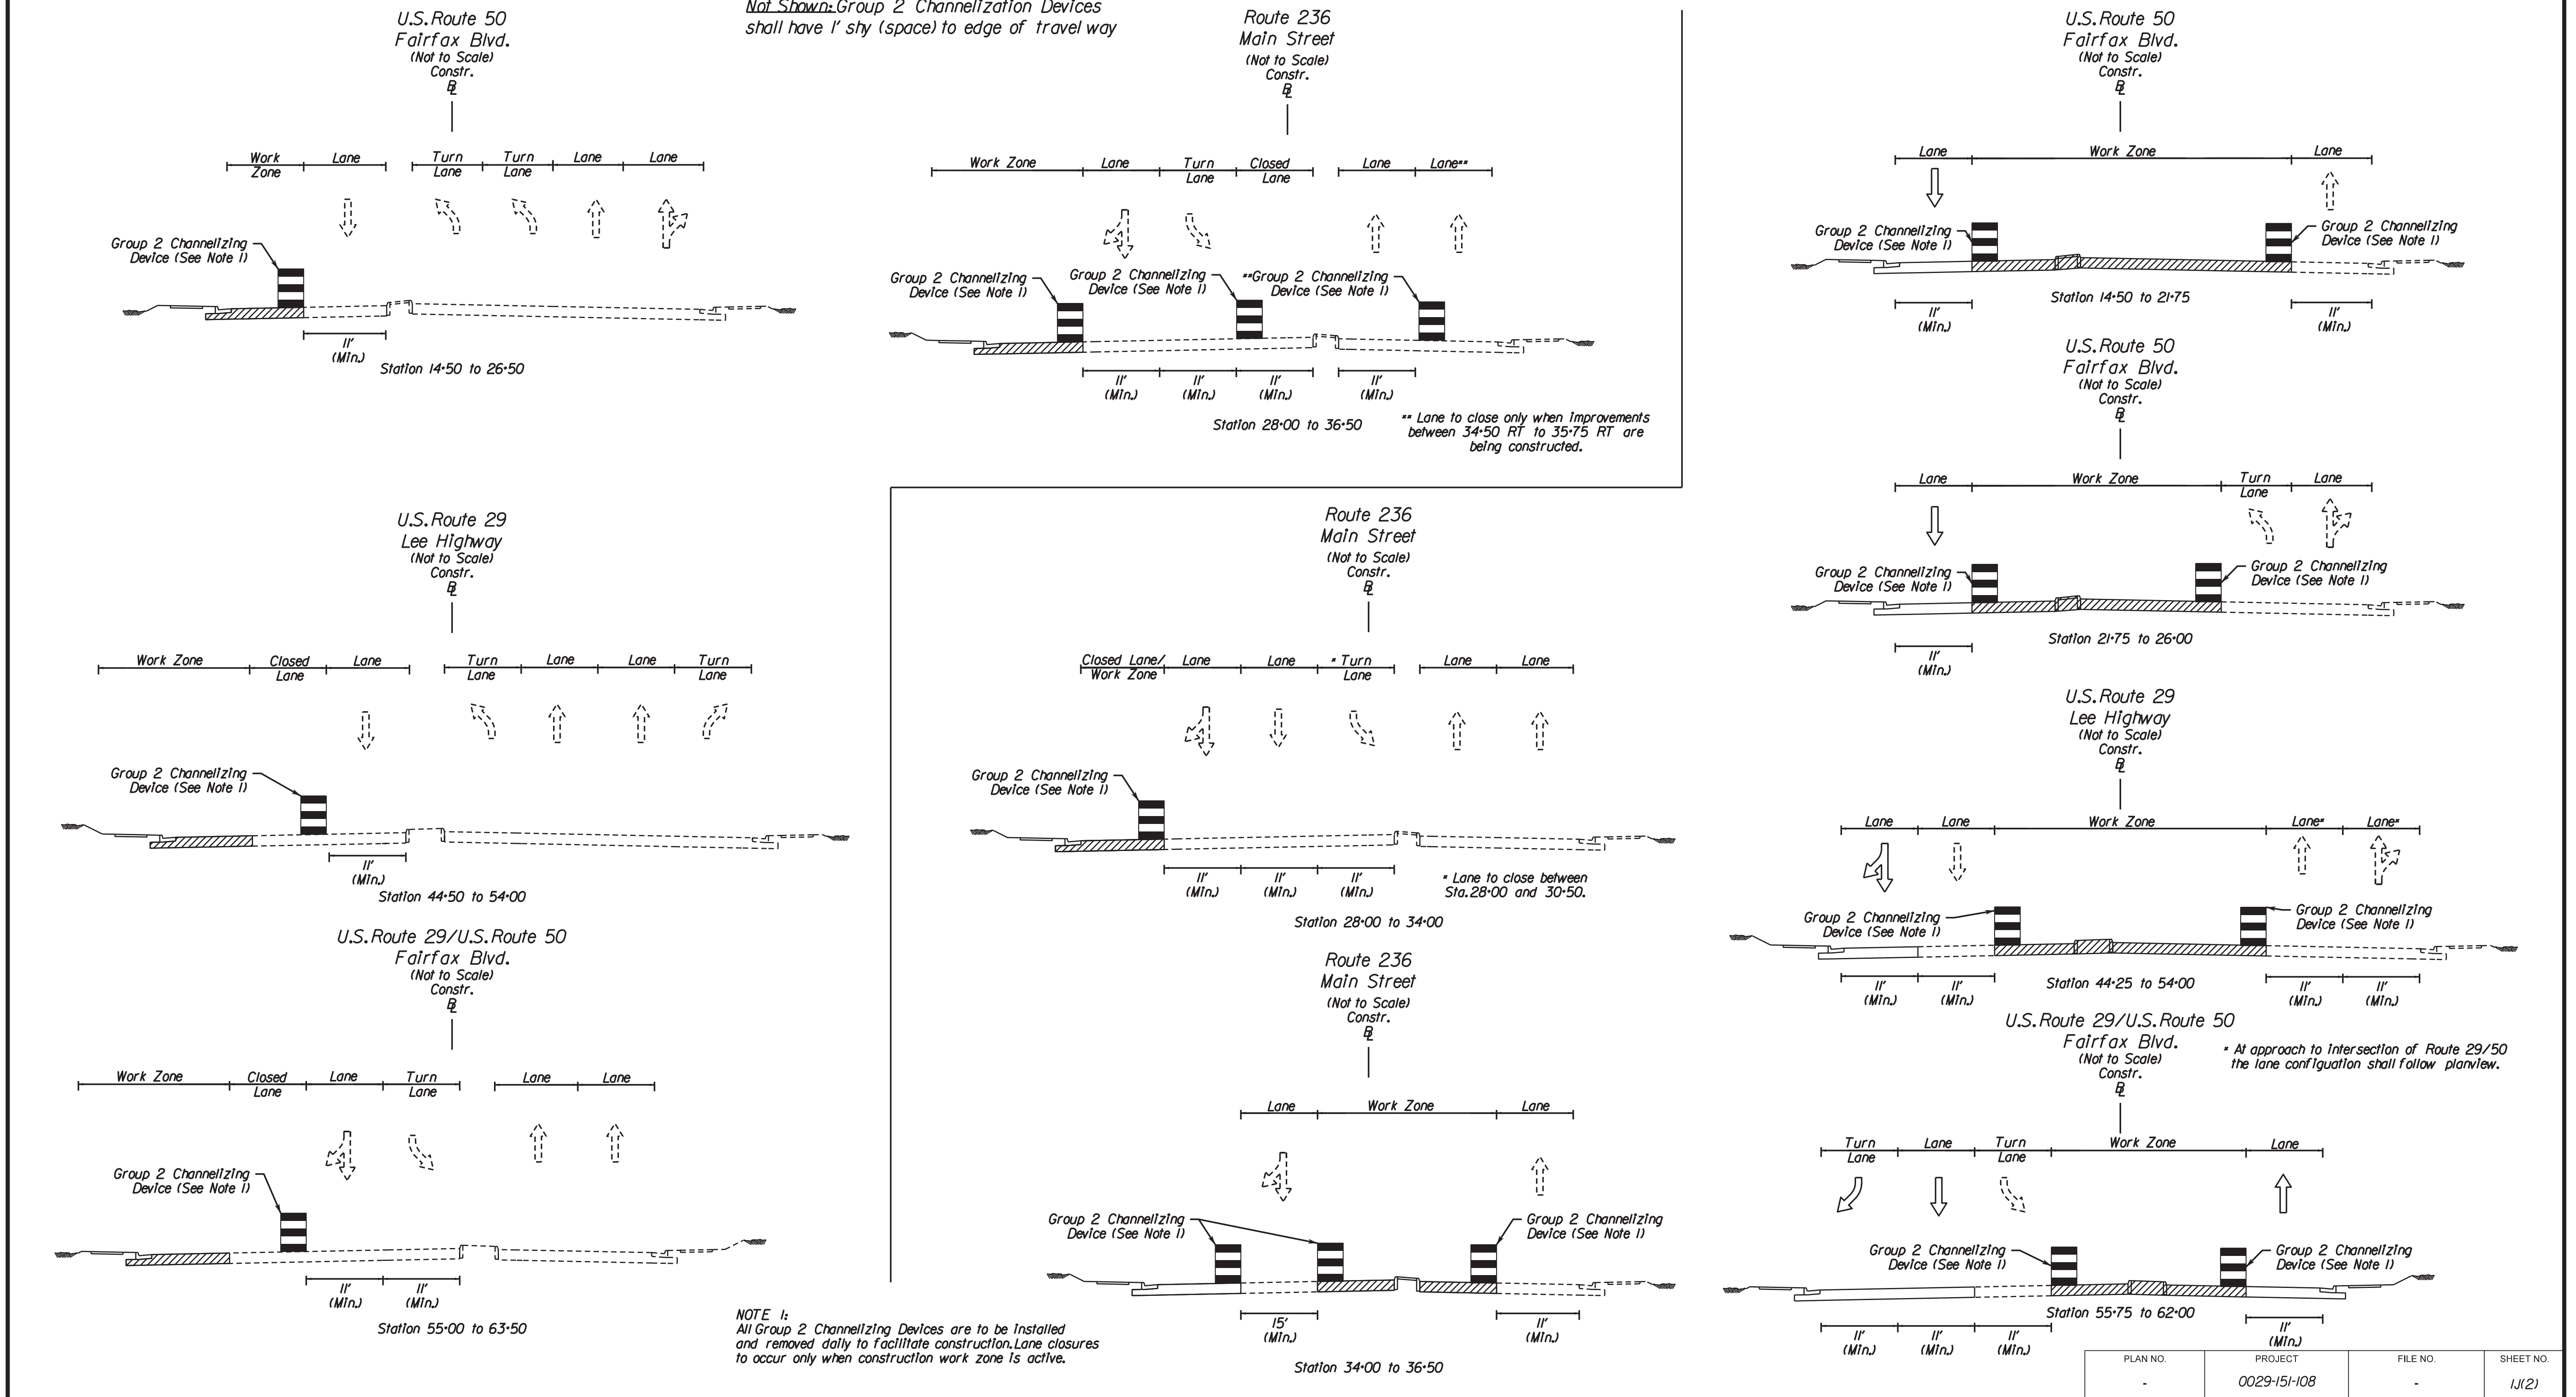 U.S. Route 50
Fairfax Blvd.
(Not to Scale)
Constr.
Work Zone
Lane
Turn Lane
Turn Lane
Lane
Lane
Group 2 Channelizing
Device (See Note 1)
11'
(Min.)
Station 14+50 to 26+50
Not Shown: Group 2 Channelization Devices
shall have 1' shy (space) to edge of travel way
Route 236
Main Street
(Not to Scale)
Constr.
Work Zone
Lane
Turn Lane
Closed Lane
Lane
Lane**
Group 2 Channelizing
Device (See Note 1)
Group 2 Channelizing
Device (See Note 1)
**Group 2 Channelizing
Device (See Note 1)
11'
(Min.)
11'
(Min.)
11'
(Min.)
11'
(Min.)
Station 28+00 to 36+50
** Lane to close only when improvements
between 34+50 RT to 35+75 RT are
being constructed.
U.S. Route 29
Lee Highway
(Not to Scale)
Constr.
Work Zone
Closed Lane
Lane
Turn Lane
Lane
Lane
Turn Lane
Group 2 Channelizing
Device (See Note 1)
11'
(Min.)
Station 44+50 to 54+00
U.S. Route 29/U.S. Route 50
Fairfax Blvd.
(Not to Scale)
Constr.
Work Zone
Closed Lane
Lane
Turn Lane
Lane
Lane
Group 2 Channelizing
Device (See Note 1)
11'
(Min.)
11'
(Min.)
Station 55+00 to 63+50
NOTE 1:
All Group 2 Channelizing Devices are to be installed
and removed daily to facilitate construction. Lane closures
to occur only when construction work zone is active.
Route 236
Main Street
(Not to Scale)
Constr.
Closed Lane/
Work Zone
Lane
Lane
* Turn Lane
Lane
Lane
Group 2 Channelizing
Device (See Note 1)
11'
(Min.)
11'
(Min.)
11'
(Min.)
* Lane to close between
Sta. 28+00 and 30+50.
Station 28+00 to 34+00
Route 236
Main Street
(Not to Scale)
Constr.
Lane
Work Zone
Lane
Group 2 Channelizing
Device (See Note 1)
Group 2 Channelizing
Device (See Note 1)
15'
(Min.)
11'
(Min.)
Station 34+00 to 36+50
U.S. Route 50
Fairfax Blvd.
(Not to Scale)
Constr.
Lane
Work Zone
Lane
Group 2 Channelizing
Device (See Note 1)
Group 2 Channelizing
Device (See Note 1)
Station 14+50 to 21+75
11'
(Min.)
11'
(Min.)
U.S. Route 50
Fairfax Blvd.
(Not to Scale)
Constr.
Lane
Work Zone
Turn Lane
Lane
Group 2 Channelizing
Device (See Note 1)
Group 2 Channelizing
Device (See Note 1)
Station 21+75 to 26+00
11'
(Min.)
U.S. Route 29
Lee Highway
(Not to Scale)
Constr.
Lane
Lane
Work Zone
Lane*
Lane*
Group 2 Channelizing
Device (See Note 1)
Group 2 Channelizing
Device (See Note 1)
11'
(Min.)
11'
(Min.)
Station 44+25 to 54+00
11'
(Min.)
11'
(Min.)
U.S. Route 29/U.S. Route 50
Fairfax Blvd.
(Not to Scale)
Constr.
* At approach to intersection of Route 29/50
the lane configuation shall follow planview.
Turn Lane
Lane
Turn Lane
Work Zone
Lane
Group 2 Channelizing
Device (See Note 1)
Group 2 Channelizing
Device (See Note 1)
Station 55+75 to 62+00
11'
(Min.)
11'
(Min.)
11'
(Min.)
11'
(Min.)
PLAN NO.
-
PROJECT
0029-151-108
FILE NO.
-
SHEET NO.
1J(2)